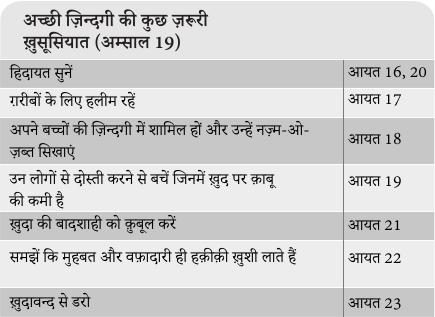 अच्छी ज़िन्दगी की कुछ ज़रूरी
ख़ुसूसियात (अम्साल 19)
हिदायत सुनें आयत 16, 20
ग़रीबों के लिए हलीम रहें आयत 17
अपने बच्चों की ज़िन्दगी में शामिल हों और उन्हें नज़्म-ओ-
ज़ब्त सिखाएं आयत 18
उन लोगों से दोस्ती करने से बचें जिनमें ख़ुद पर क़ाबू
की कमी है आयत 19
ख़ुदा की बादशाही को क़ुबूल करें आयत 21
समझें कि मुहबत और वफ़ादारी ही हक़ीक़ी ख़ुशी लाते हैं आयत 22
ख़ुदावन्द से डरो आयत 23